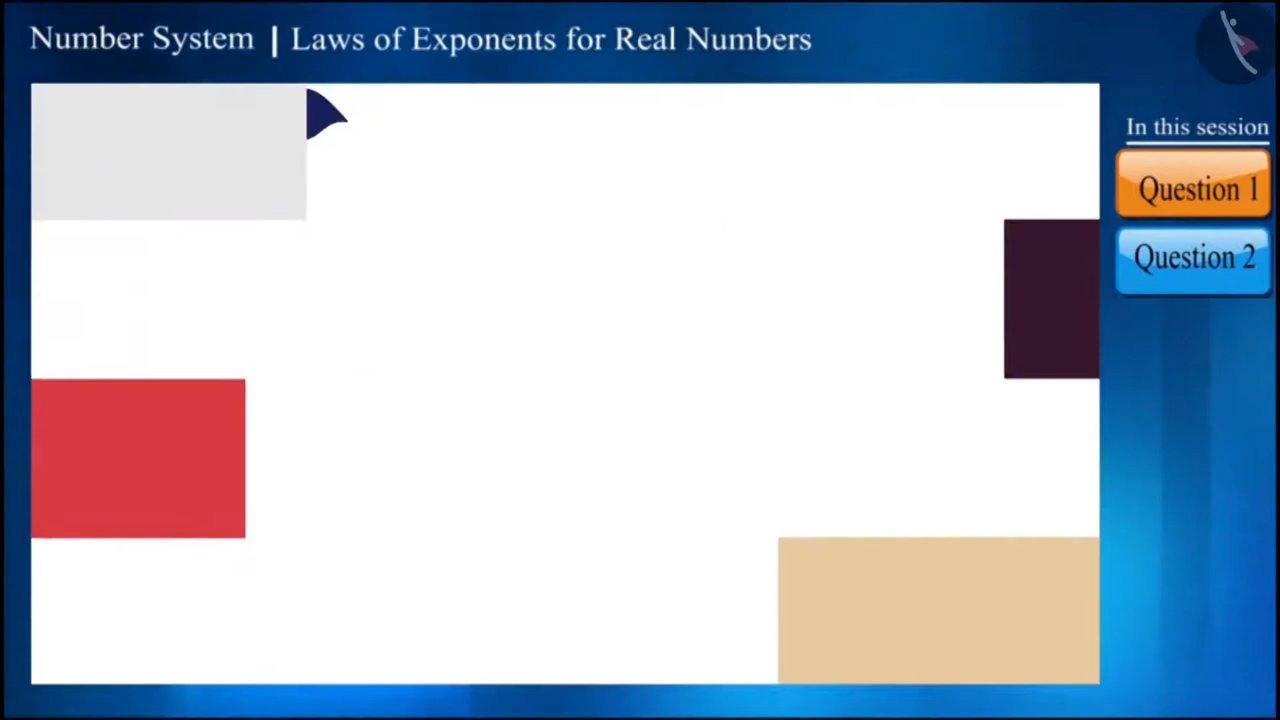 Number System | Laws of Exponents for Real Numbers
In this session
Question 1
Question 2